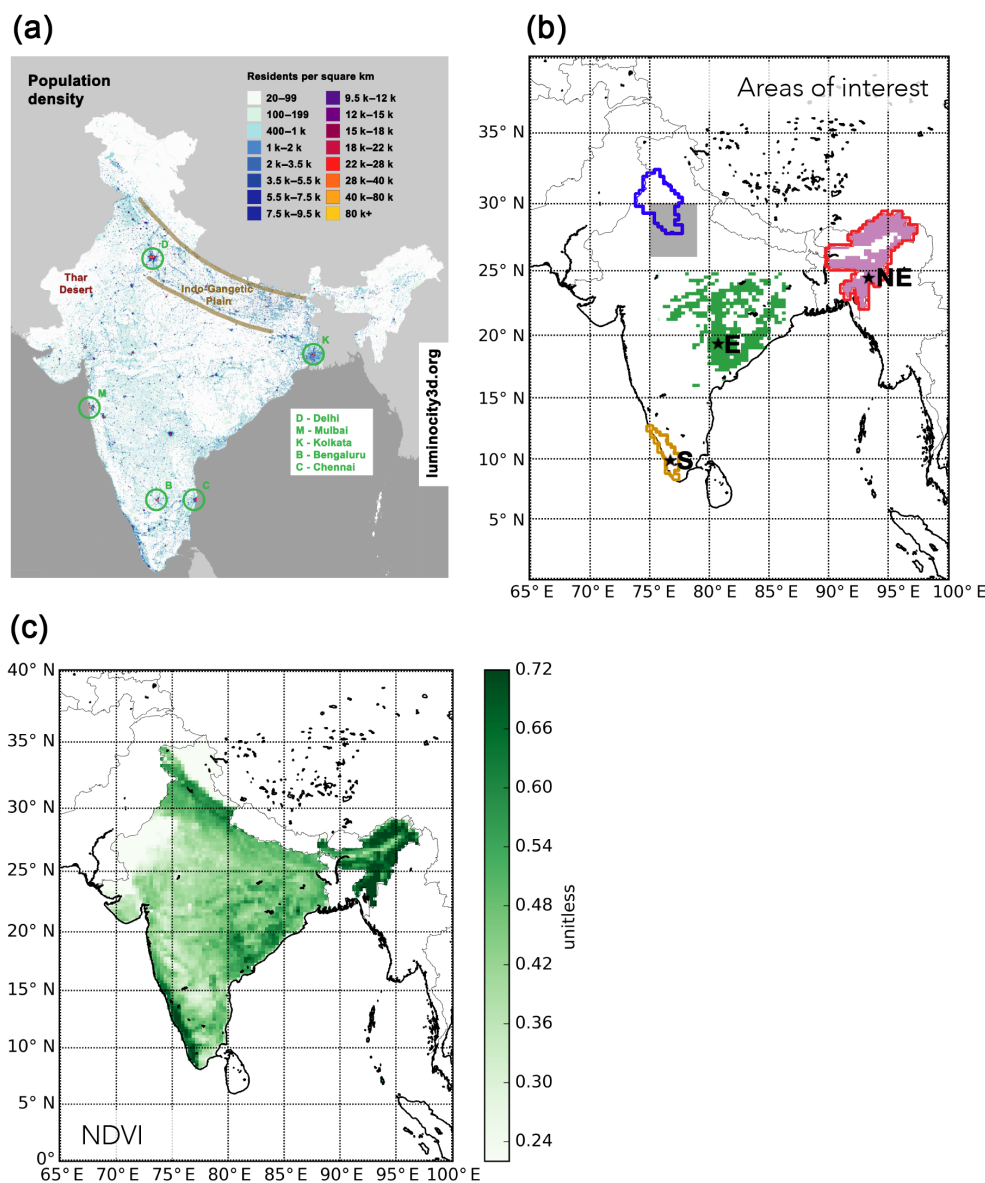 (a)
Population
density
Residents per square km
20–99
100–199
400–1 k
1 k–2 k
2 k–3.5 k
3.5 k–5.5 k
5.5 k–7.5 k
7.5 k–9.5 k
9.5 k–12 k
12 k–15 k
15 k–18 k
18 k–22 k
22 k–28 k
28 k–40 k
40 k–80 k
80 k+
D
Thar
Desert
Indo-Gangetic
Plain
K
M
D - Delhi
M - Mulbai
K - Kolkata
B - Bengaluru
C - Chennai
B
C
luminocity3d.org
(b)
Areas of interest
35° N
30° N
25° N
20° N
15° N
10° N
5° N
NE
E
S
65° E
70° E
75° E
80° E
85° E
90° E
95° E
100° E
(c)
40° N
35° N
30° N
25° N
20° N
15° N
10° N
5° N
0°
NDVI
65° E
70° E
75° E
80° E
85° E
90° E
95° E
100° E
0.72
0.66
0.60
0.54
0.48
0.42
0.36
0.30
0.24
unitless